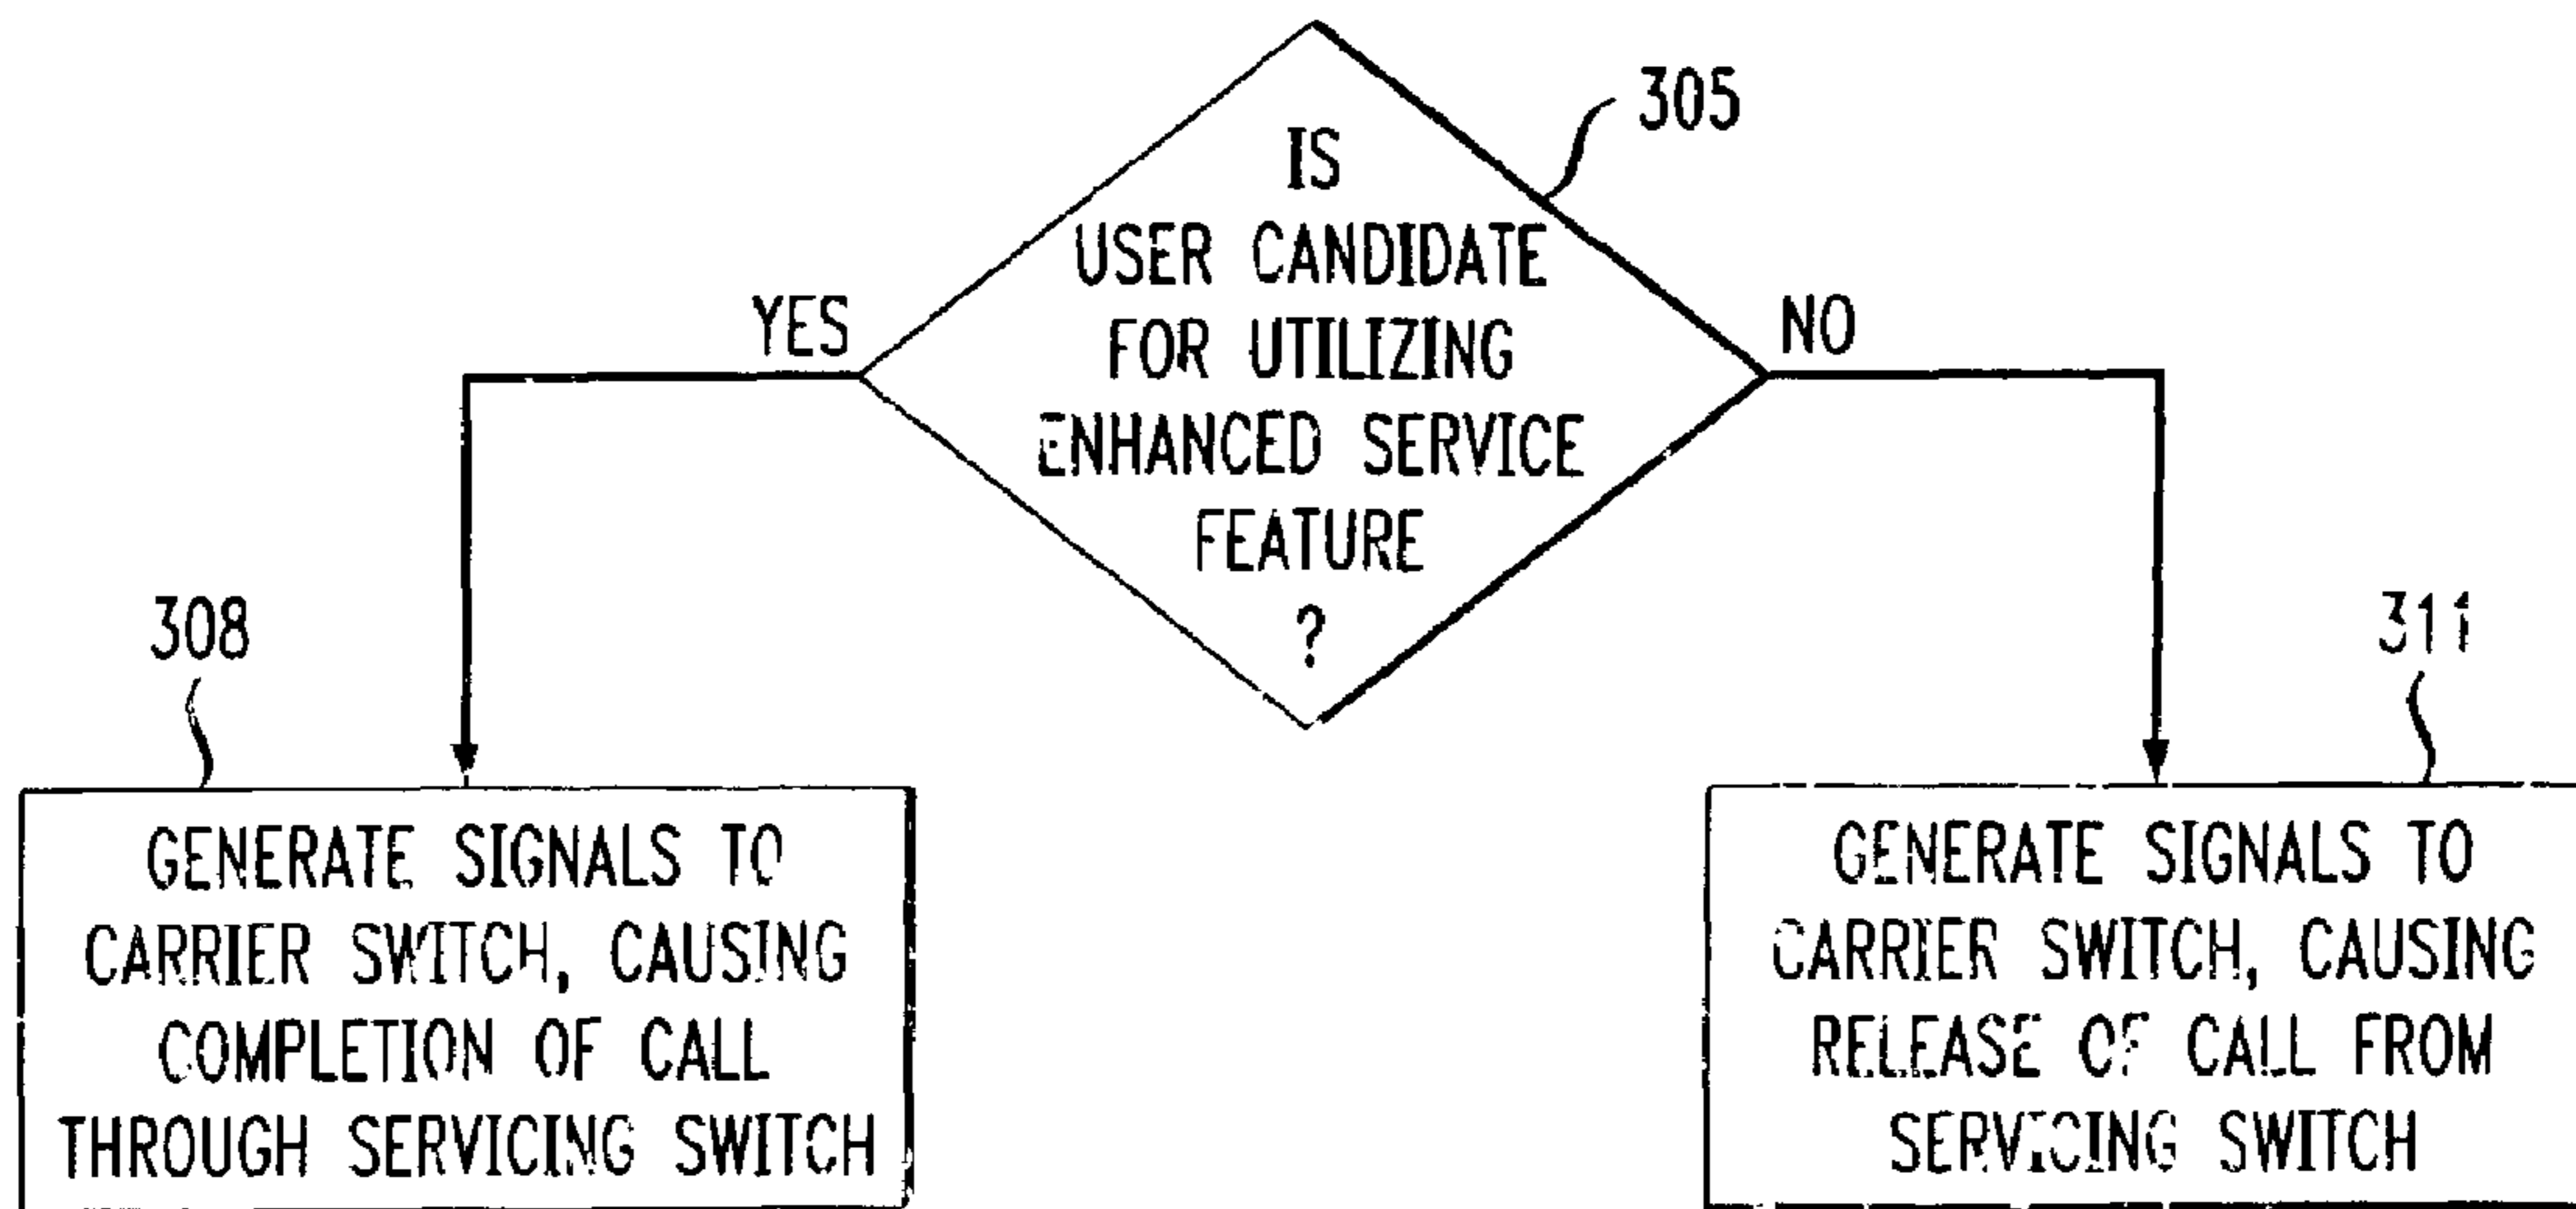 305
IS
USER CANDIDATE
FOR UTILIZING
ENHANCED SERVICE
FEATURE
?
YES
NO
308
GENERATE SIGNALS TO
CARRIER SWITCH, CAUSING
COMPLETION OF CALL
THROUGH SERVICING SWITCH
311
GENERATE SIGNALS TO
CARRIER SWITCH, CAUSING
RELEASE OF CALL FROM
SERVICING SWITCH